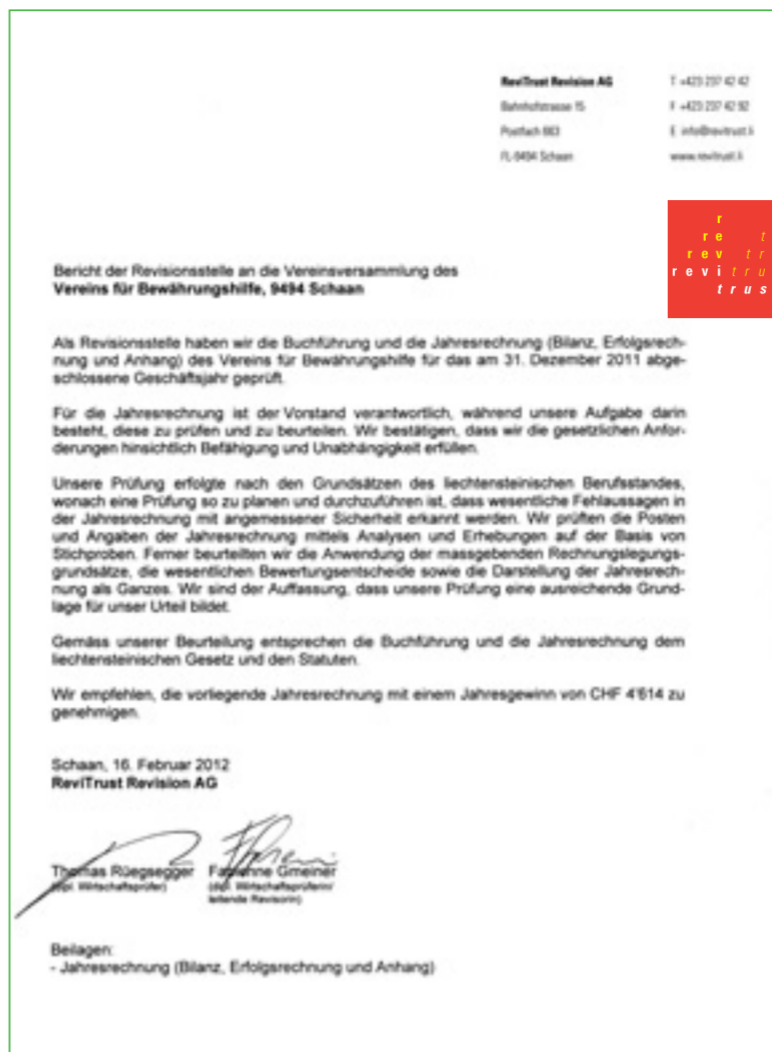 ReviTrust Revision AG
Bahnhofstrasse 15
Postfach 663
FL-9494 Schaan
T +423 237 42 42
F +423 237 42 92
E info@revitrust.li
www.revitrust.li
r
r e t
r e v t r
r e v i t r u
t r u s
Bericht der Revisionsstelle an die Vereinsversammlung des
Vereins für Bewährungshilfe, 9494 Schaan
Als Revisionsstelle haben wir die Buchführung und die Jahresrechnung (Bilanz, Erfolgsrech-
nung und Anhang) des Vereins für Bewährungshilfe für das am 31. Dezember 2011 abge-
schlossene Geschäftsjahr geprüft.
Für die Jahresrechnung ist der Vorstand verantwortlich, während unsere Aufgabe darin
besteht, diese zu prüfen und zu beurteilen. Wir bestätigen, dass wir die gesetzlichen Anfor-
derungen hinsichtlich Befähigung und Unabhängigkeit erfüllen.
Unsere Prüfung erfolgte nach den Grundsätzen des liechtensteinischen Berufsstandes,
wonach eine Prüfung so zu planen und durchzuführen ist, dass wesentliche Fehlaussagen in
der Jahresrechnung mit angemessener Sicherheit erkannt werden. Wir prüften die Posten
und Angaben der Jahresrechnung mittels Analysen und Erhebungen auf der Basis von
Stichproben. Ferner beurteilten wir die Anwendung der massgebenden Rechnungslegungs-
grundsätze, die wesentlichen Bewertungsentscheide sowie die Darstellung der Jahresrech-
nung als Ganzes. Wir sind der Auffassung, dass unsere Prüfung eine ausreichende Grund-
lage für unser Urteil bildet.
Gemäss unserer Beurteilung entsprechen die Buchführung und die Jahresrechnung dem
liechtensteinischen Gesetz und den Statuten.
Wir empfehlen, die vorliegende Jahresrechnung mit einem Jahresgewinn von CHF 4'614 zu
genehmigen.
Schaan, 16. Februar 2012
ReviTrust Revision AG
Thomas Rüegsegger Fabienne Gmeiner
(dipl. Wirtschaftsprüfer) (dipl. Wirtschaftsprüferin/
leitende Revisorin)
Beilagen:
- Jahresrechnung (Bilanz, Erfolgsrechnung und Anhang)